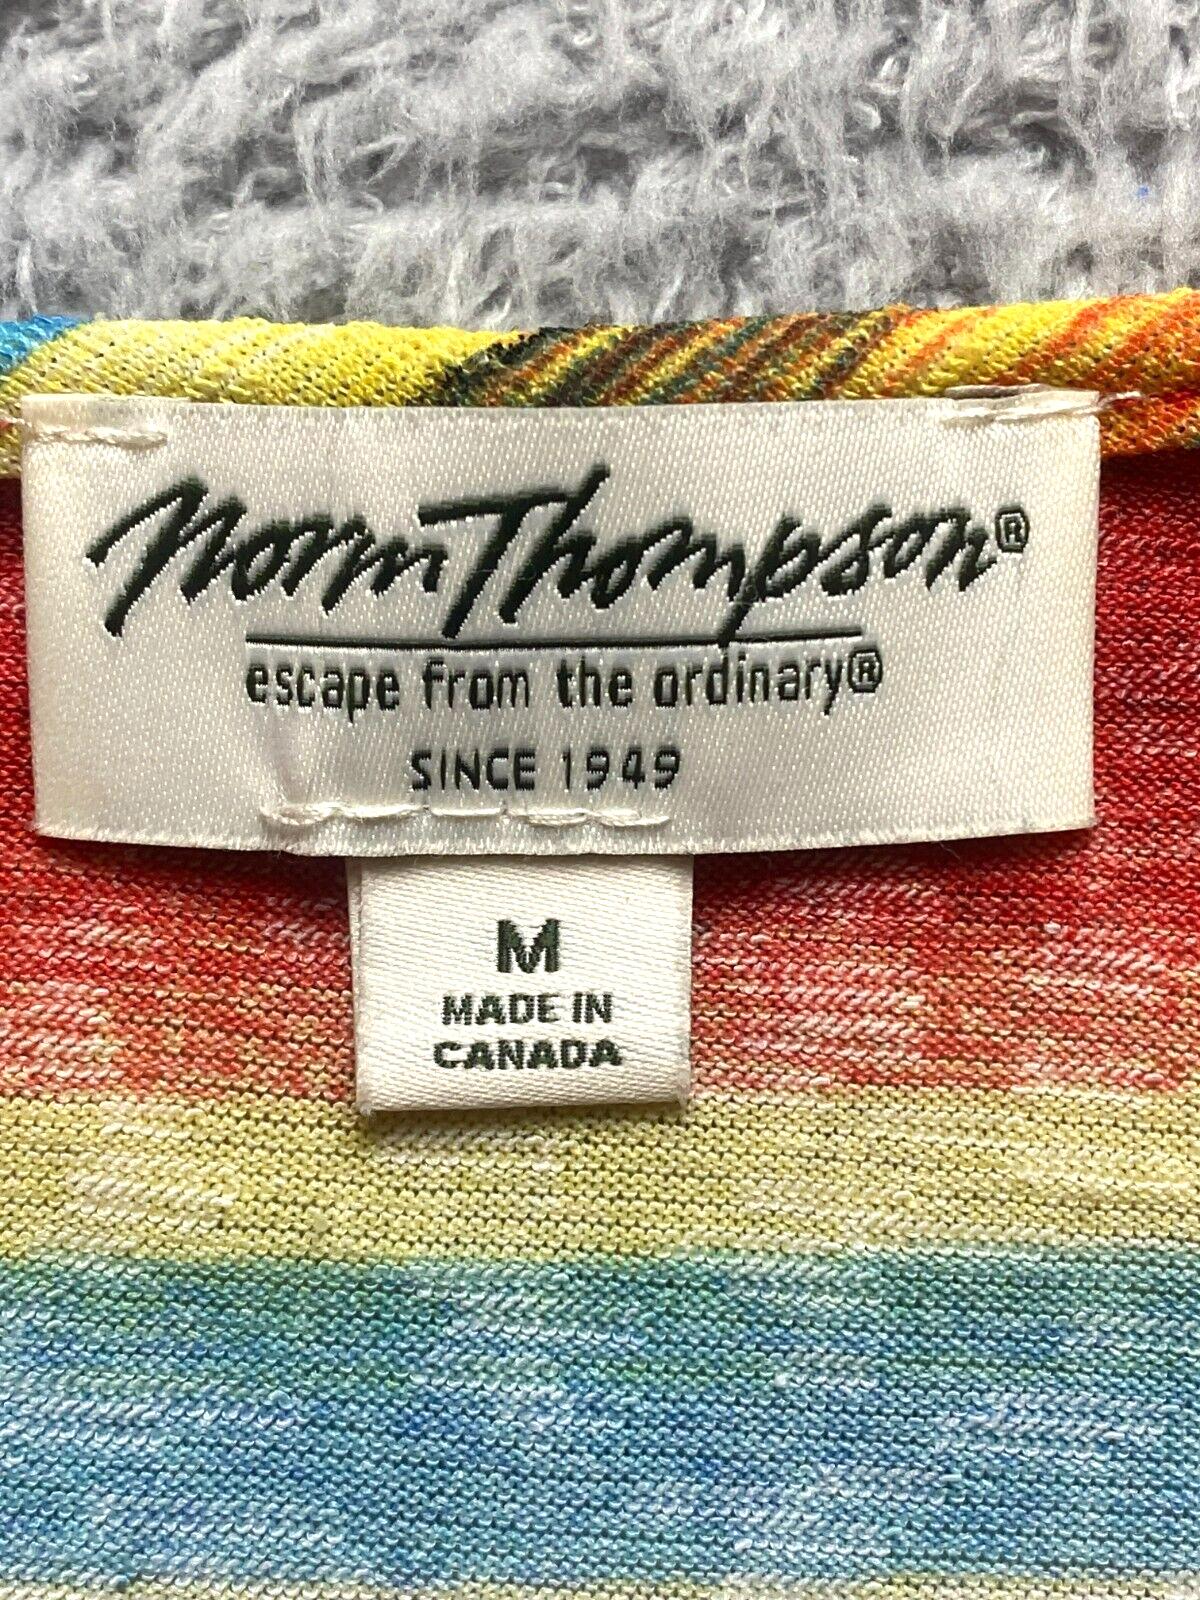 Norm Thompson®
escape from the ordinary®
SINCE 1949
M
MADE IN
CANADA